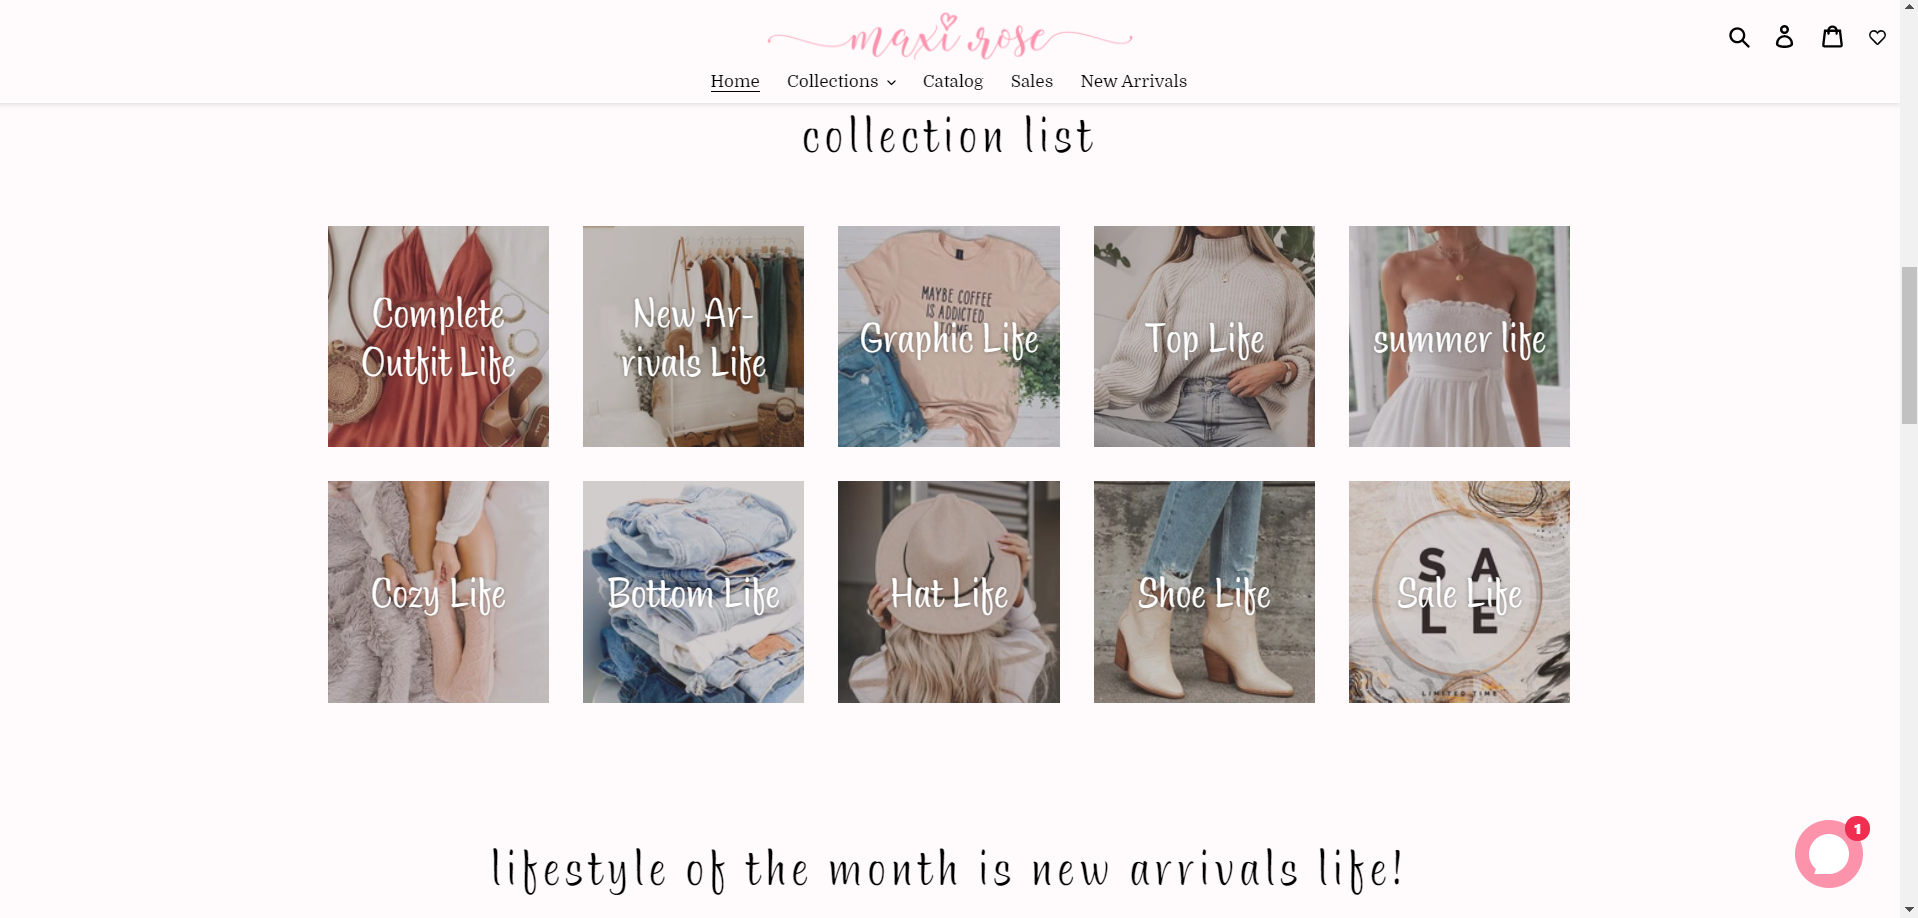 maxi rose
Home Collections Catalog Sales New Arrivals
collection list
Complete
Outfit Life
New Ar-
rivals Life
MAYBE COFFEE
IS ADDICTED
TO ME
Graphic Life
Top Life
summer life
Cozy Life
Bottom Life
Hat Life
Shoe Life
S A
Sale Life
L E
LIMITED TIME
lifestyle of the month is new arrivals life!
1